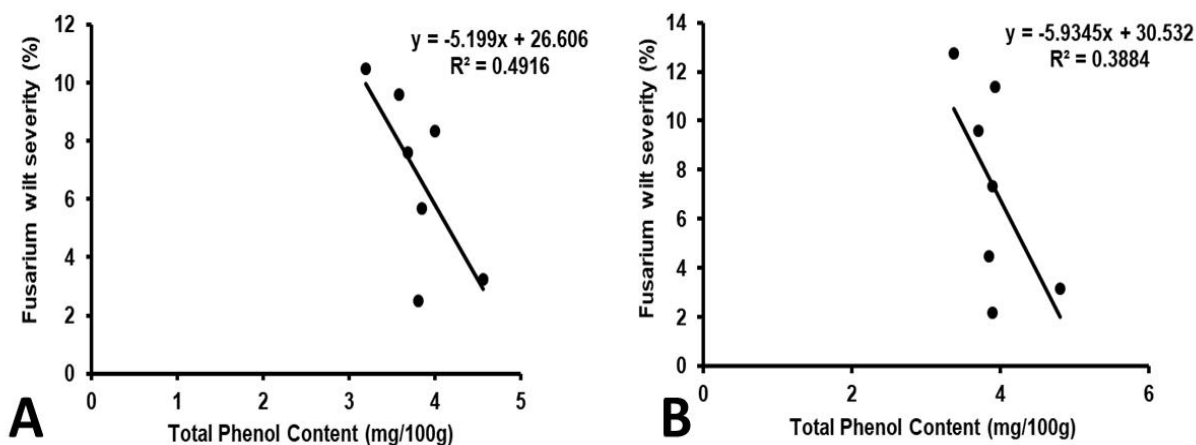 12
10
8
6
4
2
0
Fusarium wilt severity (%)
y = -5.199x + 26.606
R² = 0.4916
0 1 2 3 4 5
Total Phenol Content (mg/100g)
A
14
12
10
8
6
4
2
0
Fusarium wilt severity (%)
y = -5.9345x + 30.532
R² = 0.3884
0 2 4 6
Total Phenol Content (mg/100g)
B